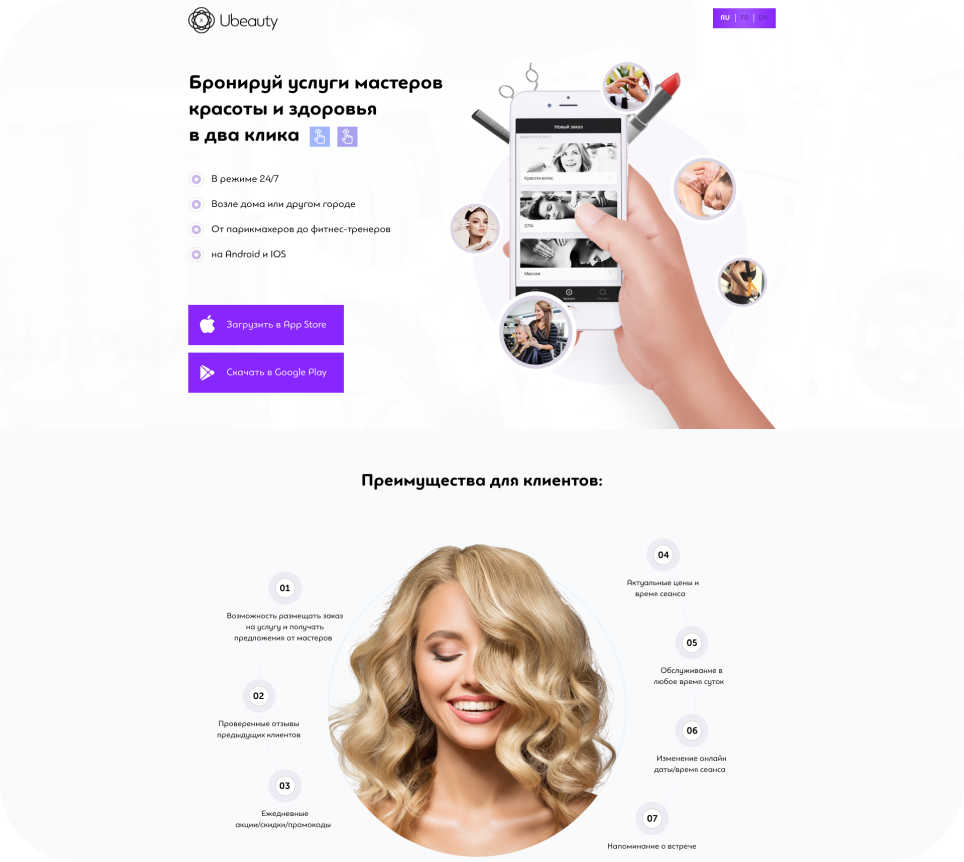 Ubeauty
RU | FR | EN
Бронируй услуги мастеров
красоты и здоровья
в два клика
В режиме 24/7
Возле дома или другом городе
От парикмахеров до фитнес-тренеров
на Android и IOS
Загрузить в App Store
Скачать в Google Play
Новый заказ
Красота волос
СПА
Массаж
Преимущества для клиентов:
01
Возможность размещать заказ
на услугу и получать
предложения от мастеров
02
Проверенные отзывы
предыдущих клиентов
03
Ежедневные
акции/скидки/промокоды
04
Актуальные цены и
время сеанса
05
Обслуживание в
любое время суток
06
Изменение онлайн
даты/время сеанса
07
Напоминание о встрече